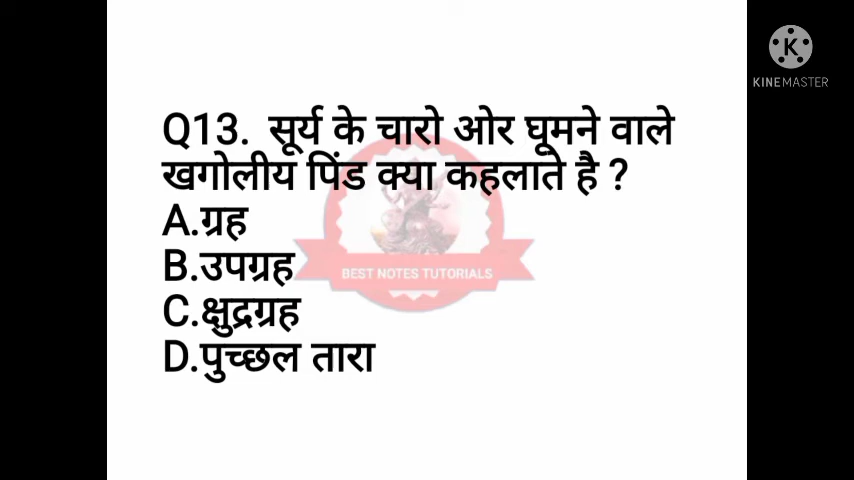 K
KINEMASTER
Q13. सूर्य के चारो ओर घूमने वाले
खगोलीय पिंड क्या कहलाते है ?
A.ग्रह
B.उपग्रह
BEST NOTES TUTORIALS
C.क्षुद्रग्रह
D.पुच्छल तारा